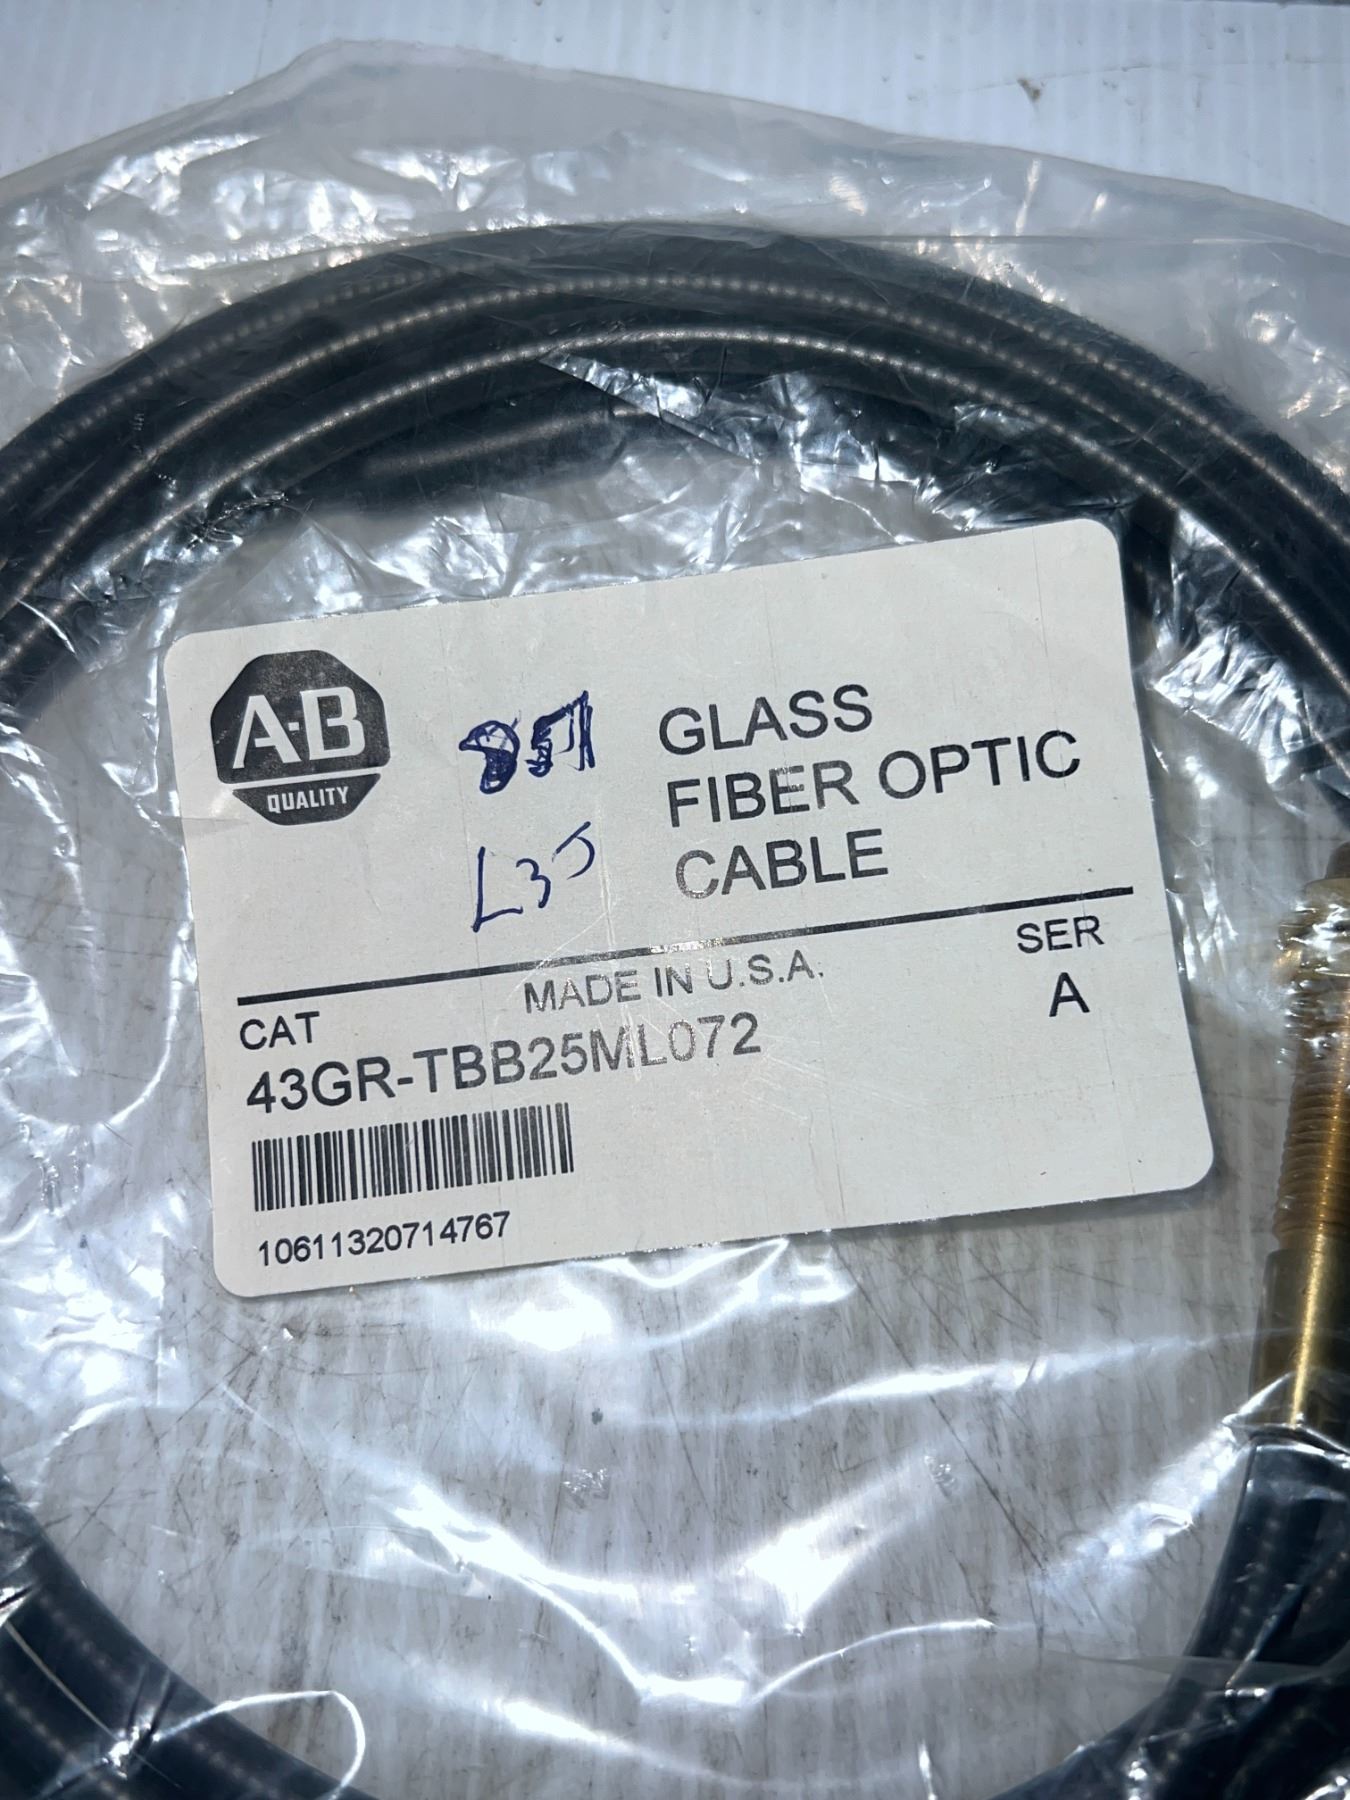 A-B
QUALITY
GLASS
FIBER OPTIC
CABLE
L35
MADE IN U.S.A.
SER
A
CAT
43GR-TBB25ML072
10611320714767